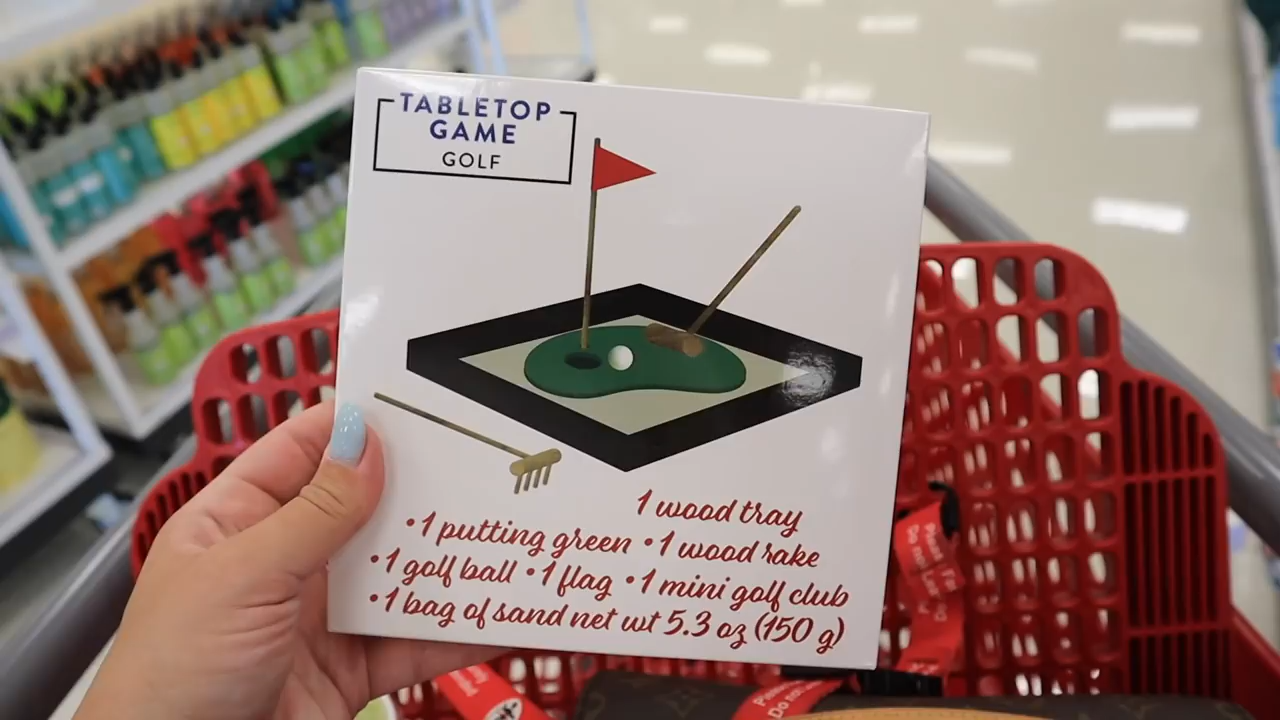 TABLETOP
GAME
GOLF
1 wood tray
• 1 putting green • 1 wood rake
• 1 golf ball • 1 flag • 1 mini golf club
• 1 bag of sand net wt 5.3 oz (150 g)